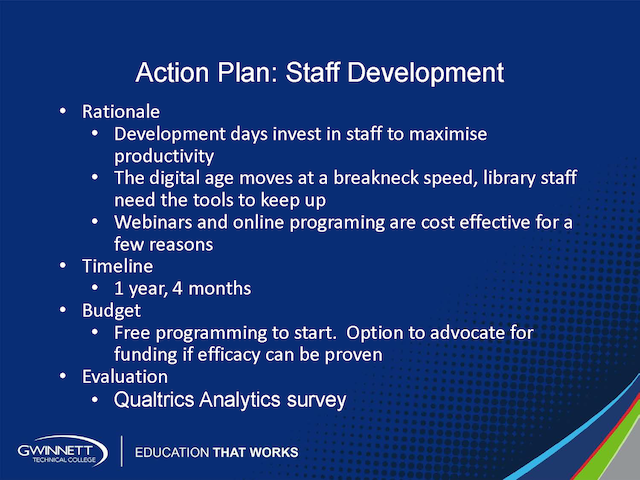 Action Plan: Staff Development
• Rationale
• Development days invest in staff to maximise
productivity
• The digital age moves at a breakneck speed, library staff
need the tools to keep up
• Webinars and online programing are cost effective for a
few reasons
• Timeline
• 1 year, 4 months
• Budget
• Free programming to start.  Option to advocate for
funding if efficacy can be proven
• Evaluation
• Qualtrics Analytics survey
GWINNETT
TECHNICAL COLLEGE
EDUCATION THAT WORKS